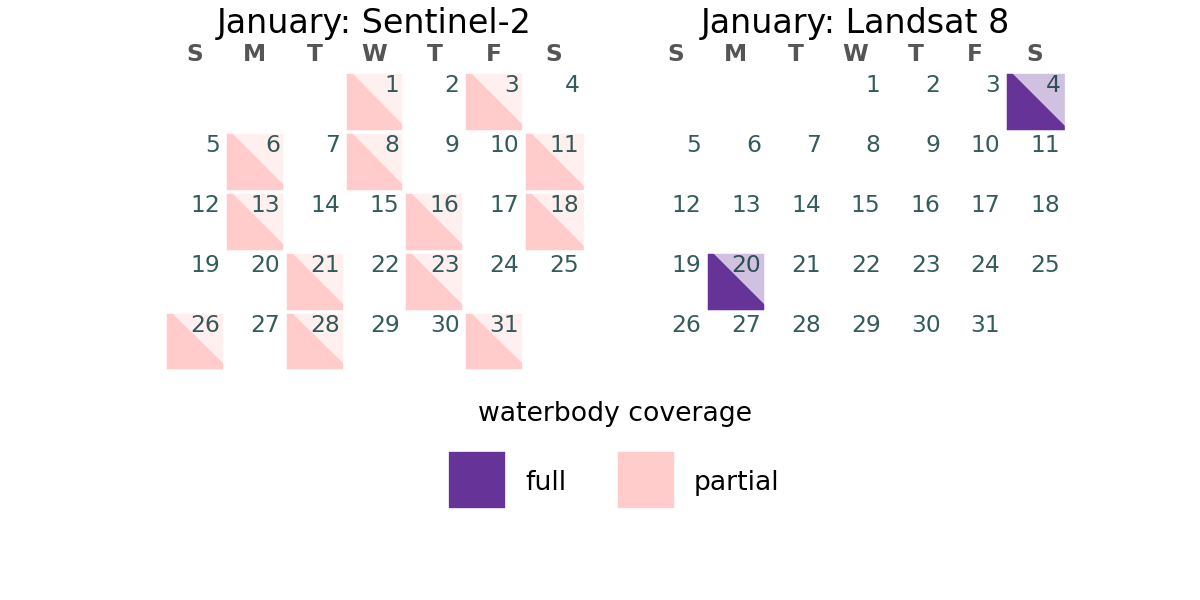 January: Sentinel-2
S M T W T F S
1 2 3 4
5 6 7 8 9 10 11
12 13 14 15 16 17 18
19 20 21 22 23 24 25
26 27 28 29 30 31
January: Landsat 8
S M T W T F S
1 2 3 4
5 6 7 8 9 10 11
12 13 14 15 16 17 18
19 20 21 22 23 24 25
26 27 28 29 30 31
waterbody coverage
full partial